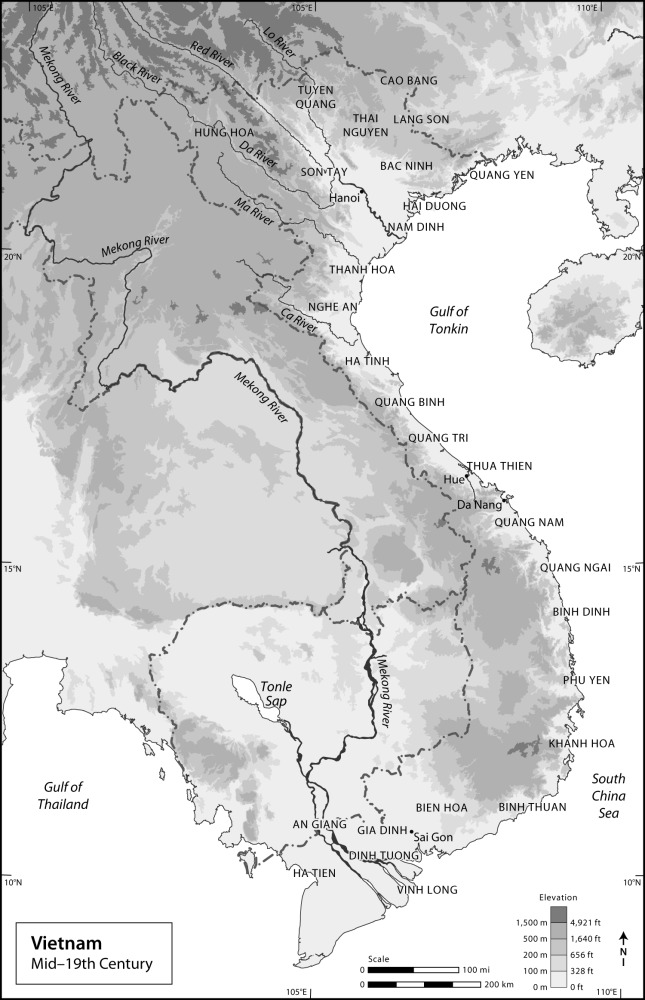 105°E
105°E
110°E
Mekong River
Black River
Red River
Lo River
CAO BANG
TUYEN
QUANG
THAI
NGUYEN
LANG SON
HUNG HOA
Da River
SON TAY
BAC NINH
QUANG YEN
Hanoi
HAI DUONG
Ma River
NAM DINH
Mekong River
20°N
20°N
THANH HOA
NGHE AN
Ca River
Gulf of
Tonkin
HA TINH
Mekong River
QUANG BINH
QUANG TRI
THUA THIEN
Hue
Da Nang
QUANG NAM
15°N
QUANG NGAI
15°N
BINH DINH
Mekong River
Tonle
Sap
PHU YEN
KHANH HOA
Gulf of
Thailand
South
China
Sea
BIEN HOA
BINH THUAN
AN GIANG
GIA DINH
Sai Gon
DINH TUONG
HA TIEN
10°N
10°N
VINH LONG
Elevation
1,500 m 4,921 ft
500 m 1,640 ft
200 m 656 ft
100 m 328 ft
0 m 0 ft
N
Vietnam
Mid–19th Century
Scale
0 100 mi
0 200 km
105°E
110°E